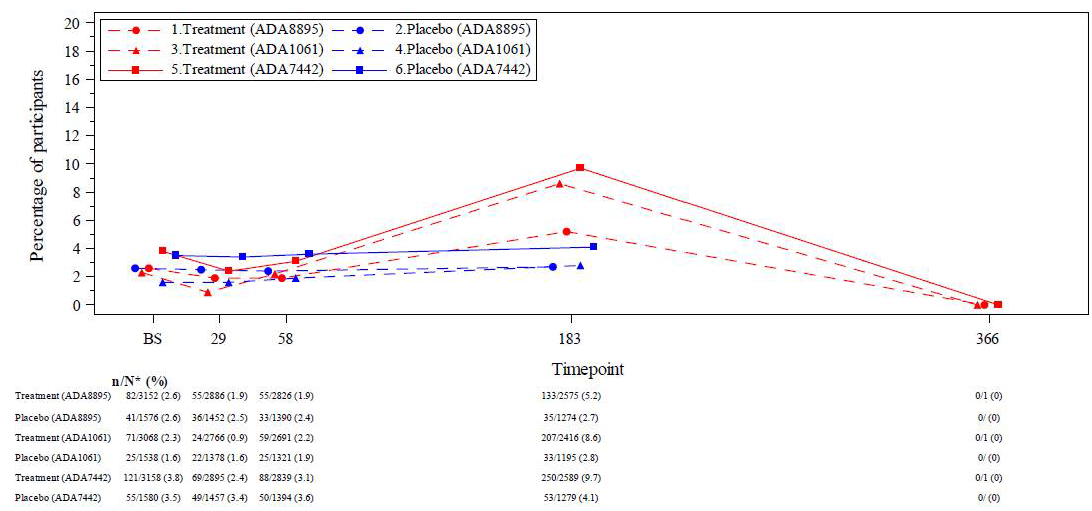 20
18
16
14
12
10
8
6
4
2
0
Percentage of participants
1.Treatment (ADA8895) 2.Placebo (ADA8895)
3.Treatment (ADA1061) 4.Placebo (ADA1061)
5.Treatment (ADA7442) 6.Placebo (ADA7442)
BS 29 58 183 366
Timepoint
n/N* (%)
Treatment (ADA8895) 82/3152 (2.6) 55/2886 (1.9) 55/2826 (1.9) 133/2575 (5.2) 0/1 (0)
Placebo (ADA8895) 41/1576 (2.6) 36/1452 (2.5) 33/1390 (2.4) 35/1274 (2.7) 0/ (0)
Treatment (ADA1061) 71/3068 (2.3) 24/2766 (0.9) 59/2691 (2.2) 207/2416 (8.6) 0/1 (0)
Placebo (ADA1061) 25/1538 (1.6) 22/1378 (1.6) 25/1321 (1.9) 33/1195 (2.8) 0/ (0)
Treatment (ADA7442) 121/3158 (3.8) 69/2895 (2.4) 88/2839 (3.1) 250/2589 (9.7) 0/1 (0)
Placebo (ADA7442) 55/1580 (3.5) 49/1457 (3.4) 50/1394 (3.6) 53/1279 (4.1) 0/ (0)